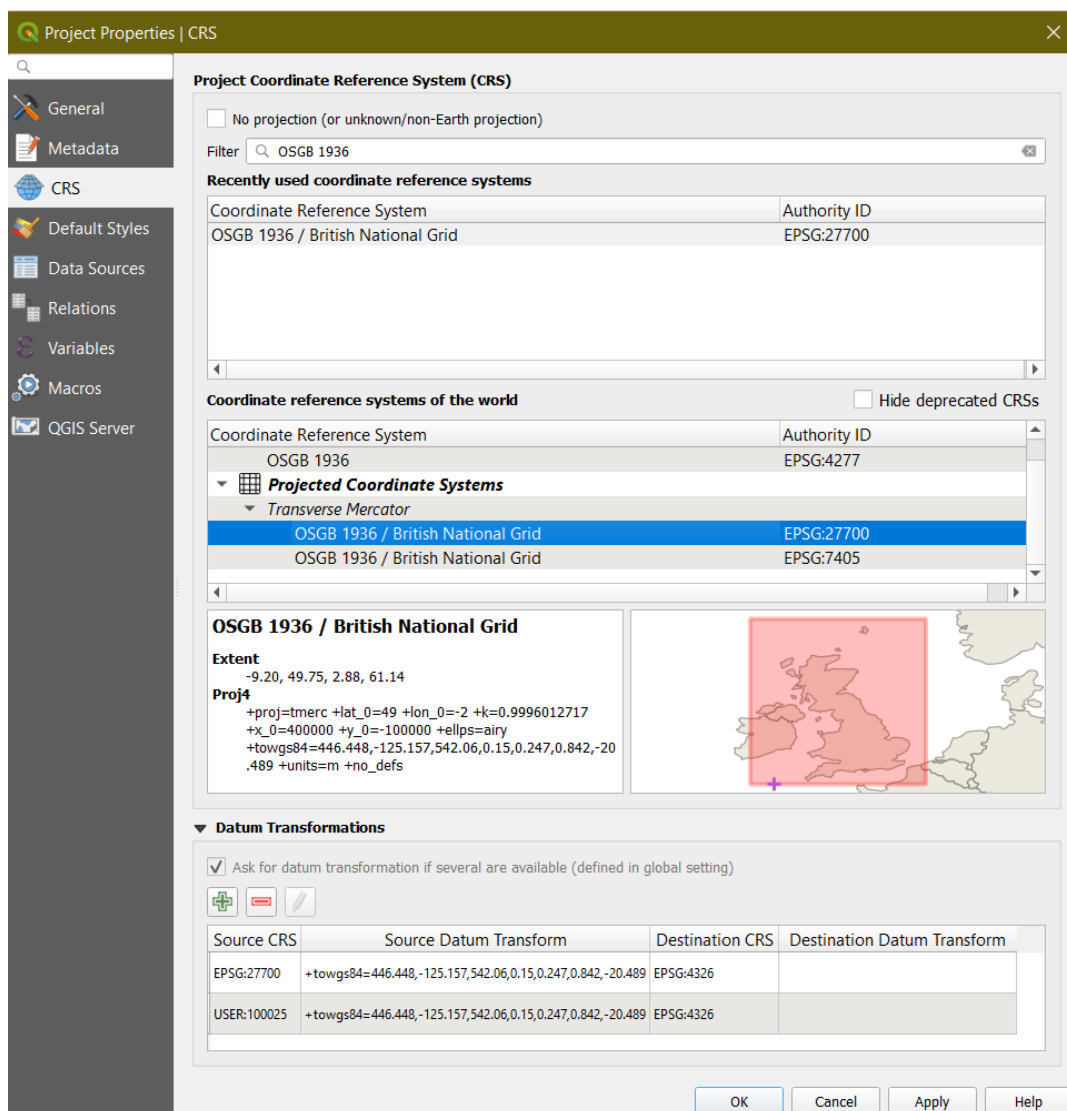 Project Properties | CRS
General
Metadata
CRS
Default Styles
Data Sources
Relations
Variables
Macros
QGIS Server
Project Coordinate Reference System (CRS)
No projection (or unknown/non-Earth projection)
Filter OSGB 1936
Recently used coordinate reference systems
Coordinate Reference System Authority ID
OSGB 1936 / British National Grid EPSG:27700
Coordinate reference systems of the world Hide deprecated CRSs
Coordinate Reference System Authority ID
OSGB 1936 EPSG:4277
Projected Coordinate Systems
Transverse Mercator
OSGB 1936 / British National Grid EPSG:27700
OSGB 1936 / British National Grid EPSG:7405
OSGB 1936 / British National Grid
Extent
-9.20, 49.75, 2.88, 61.14
Proj4
+proj=tmerc +lat_0=49 +lon_0=-2 +k=0.9996012717
+x_0=400000 +y_0=-100000 +ellps=airy
+towgs84=446.448,-125.157,542.06,0.15,0.247,0.842,-20
.489 +units=m +no_defs
Datum Transformations
Ask for datum transformation if several are available (defined in global setting)
Source CRS Source Datum Transform Destination CRS Destination Datum Transform
EPSG:27700 +towgs84=446.448,-125.157,542.06,0.15,0.247,0.842,-20.489 EPSG:4326
USER:100025 +towgs84=446.448,-125.157,542.06,0.15,0.247,0.842,-20.489 EPSG:4326
OK Cancel Apply Help